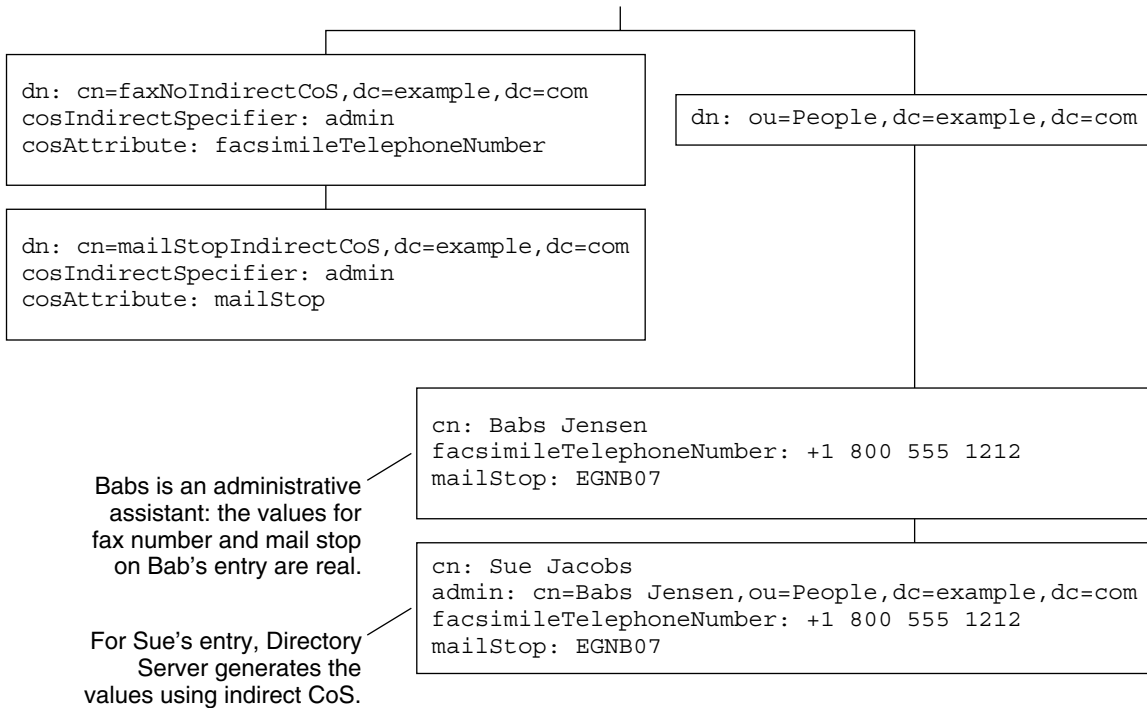 dn: cn=faxNoIndirectCoS,dc=example,dc=com
cosIndirectSpecifier: admin
cosAttribute: facsimileTelephoneNumber
dn: ou=People,dc=example,dc=com
dn: cn=mailStopIndirectCoS,dc=example,dc=com
cosIndirectSpecifier: admin
cosAttribute: mailStop
cn: Babs Jensen
facsimileTelephoneNumber: +1 800 555 1212
mailStop: EGNB07
Babs is an administrative
assistant: the values for
fax number and mail stop
on Bab's entry are real.
cn: Sue Jacobs
admin: cn=Babs Jensen,ou=People,dc=example,dc=com
facsimileTelephoneNumber: +1 800 555 1212
mailStop: EGNB07
For Sue's entry, Directory
Server generates the
values using indirect CoS.